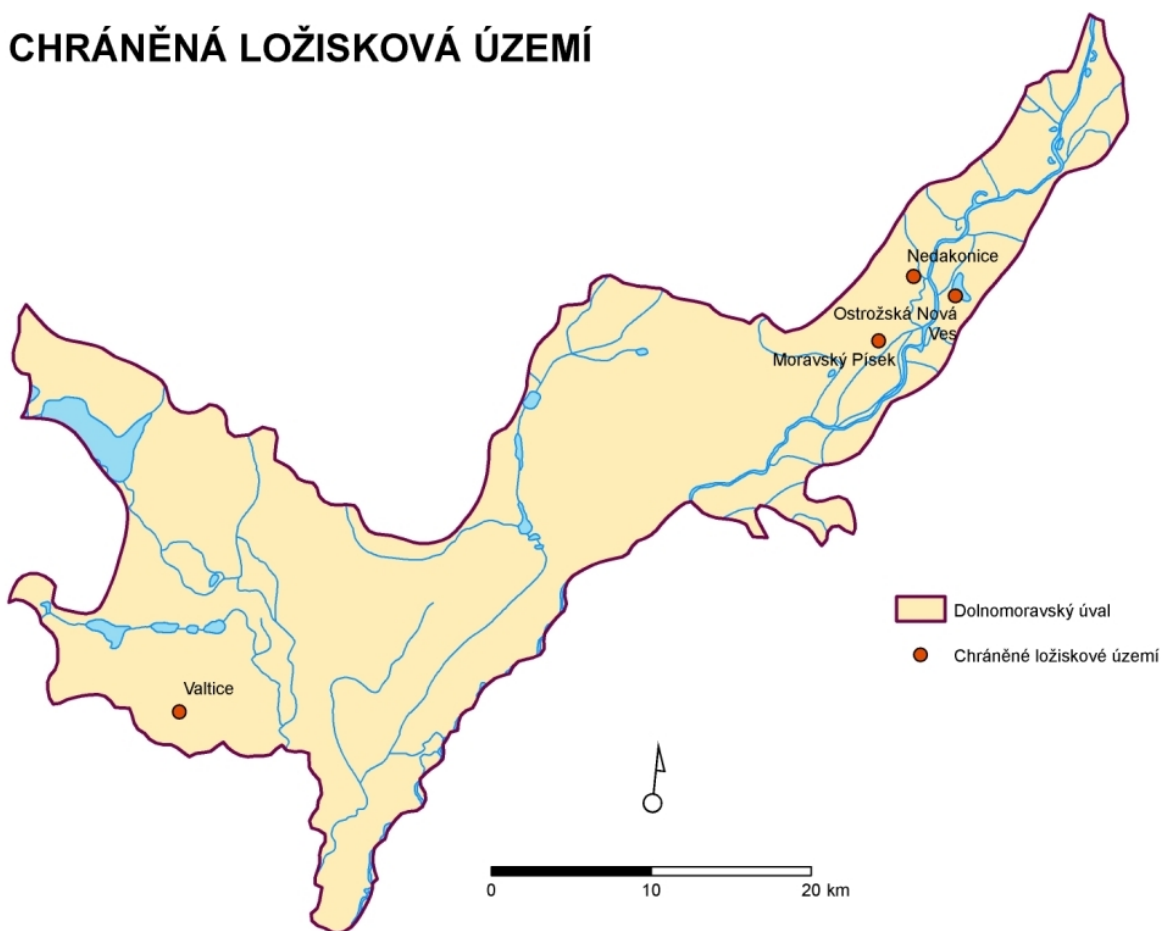 CHRÁNĚNÁ LOŽISKOVÁ ÚZEMÍ
Nedakonice
Ostrožská Nová
Ves
Moravský Písek
Dolnomoravský úval
Chráněné ložiskové území
Valtice
0 10 20 km